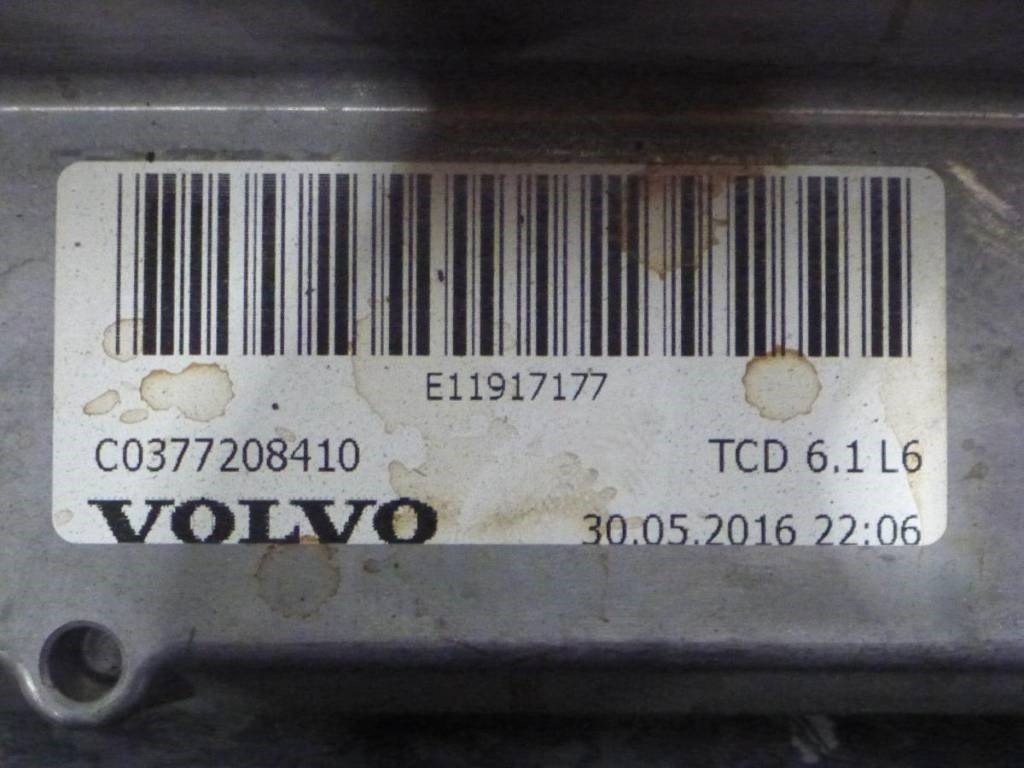 E11917177
C0377208410 TCD 6.1 L6
VOLVO 30.05.2016 22:06